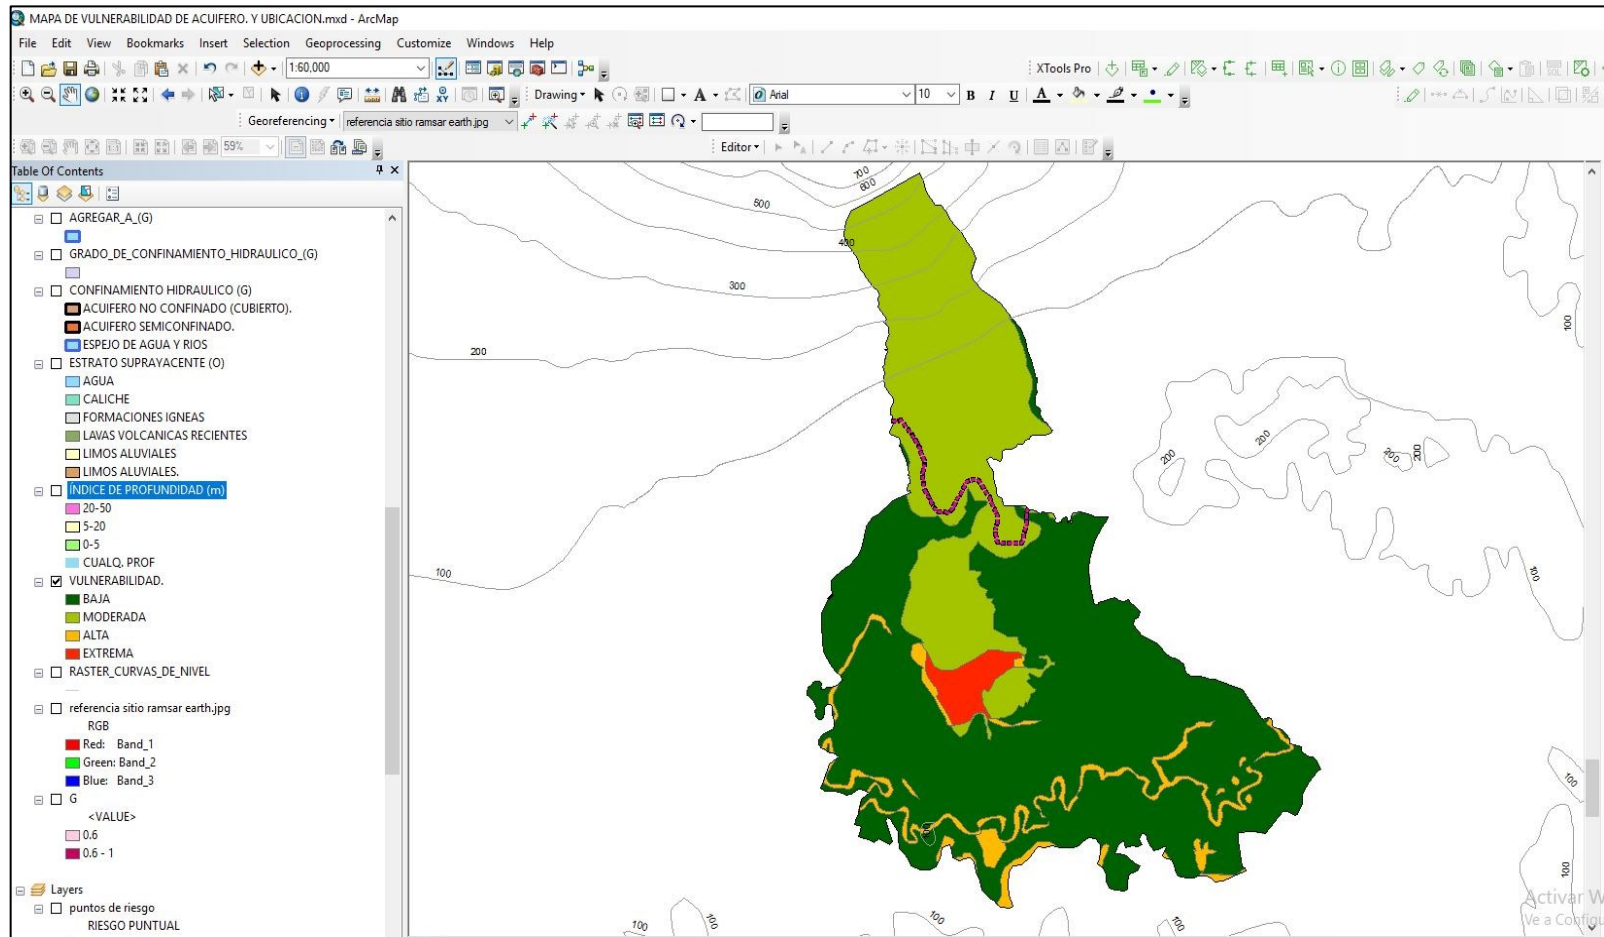 MAPA DE VULNERABILIDAD DE ACUIFERO. Y UBICACION.mxd - ArcMap
File Edit View Bookmarks Insert Selection Geoprocessing Customize Windows Help
1:60,000
XTools Pro
Drawing
Arial
10
B I U A
Georeferencing
referencia sitio ramsar earth.jpg
59%
Editor
Table Of Contents
AGREGAR_A_(G)
GRADO_DE_CONFINAMIENTO_HIDRAULICO_(G)
CONFINAMIENTO HIDRAULICO (G)
ACUIFERO NO CONFINADO (CUBIERTO).
ACUIFERO SEMICONFINADO.
ESPEJO DE AGUA Y RIOS
ESTRATO SUPRAYACENTE (O)
AGUA
CALICHE
FORMACIONES IGNEAS
LAVAS VOLCANICAS RECIENTES
LIMOS ALUVIALES
LIMOS ALUVIALES.
ÍNDICE DE PROFUNDIDAD (m)
20-50
5-20
0-5
CUALQ. PROF
VULNERABILIDAD.
BAJA
MODERADA
ALTA
EXTREMA
RASTER_CURVAS_DE_NIVEL
referencia sitio ramsar earth.jpg
RGB
Red: Band_1
Green: Band_2
Blue: Band_3
G
<VALUE>
0.6
0.6 - 1
Layers
puntos de riesgo
RIESGO PUNTUAL
700
600
500
400
300
200
100
100
200
200
200
200
100
100
100
100
100
100
100
Activar W
Ve a Config